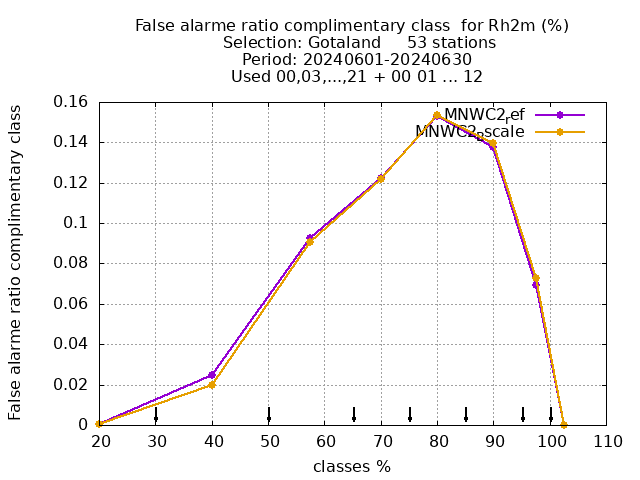 False alarme ratio complimentary class  for Rh2m (%)
Selection: Gotaland     53 stations
Period: 20240601-20240630
Used 00,03,...,21 + 00 01 ... 12
False alarme ratio complimentary class
0.16
0.14
0.12
0.1
0.08
0.06
0.04
0.02
0
MNWC2ref
MNWC2_scale
20 30 40 50 60 70 80 90 100 110
classes %